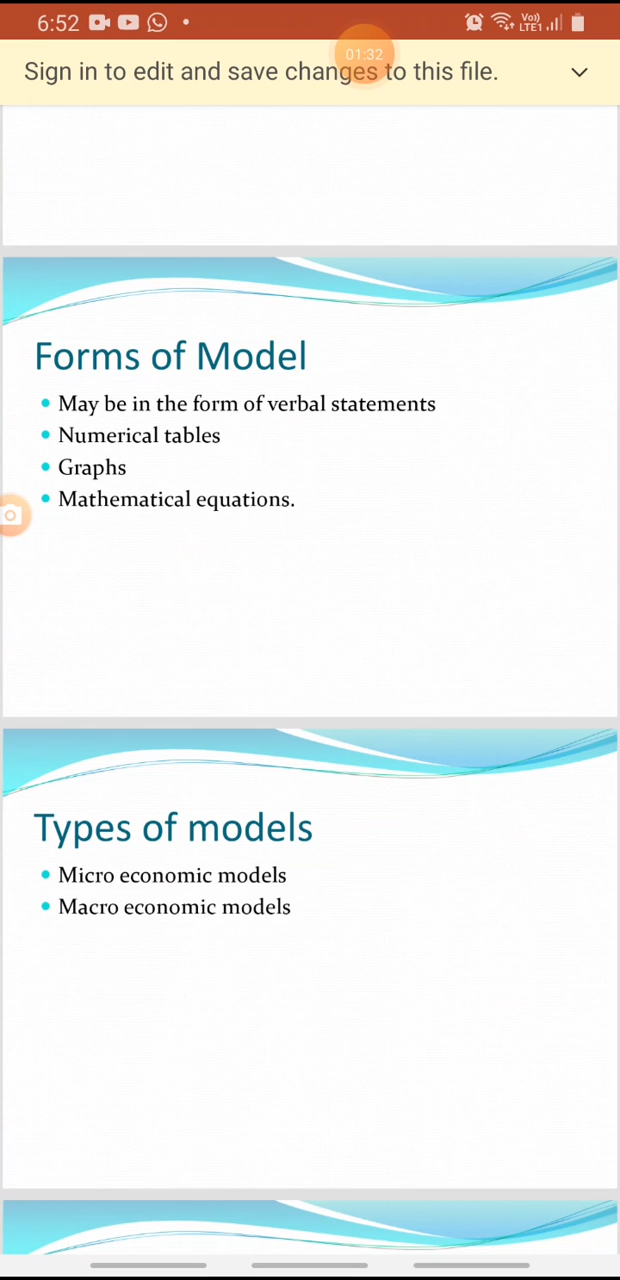 6:52
Vo))
LTE1
01:32
Sign in to edit and save changes to this file.
Forms of Model
May be in the form of verbal statements
Numerical tables
Graphs
Mathematical equations.
Types of models
Micro economic models
Macro economic models